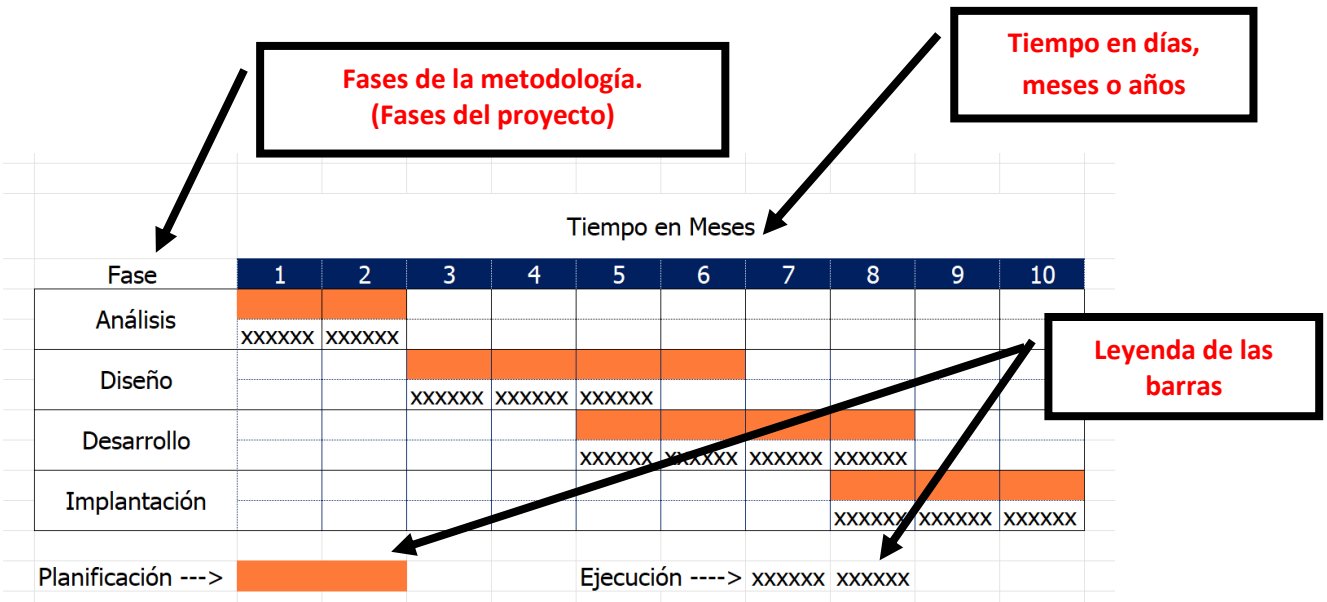 Tiempo en días,
meses o años
Fases de la metodología.
(Fases del proyecto)
Tiempo en Meses
Fase 1 2 3 4 5 6 7 8 9 10
Análisis
xxxxxx xxxxxx
Leyenda de las
barras
Diseño
xxxxxx xxxxxx xxxxxx
Desarrollo
xxxxxx xxxxxx xxxxxx xxxxxx
Implantación
xxxxxx xxxxxx xxxxxx
Planificación ---> Ejecución ----> xxxxxx xxxxxx